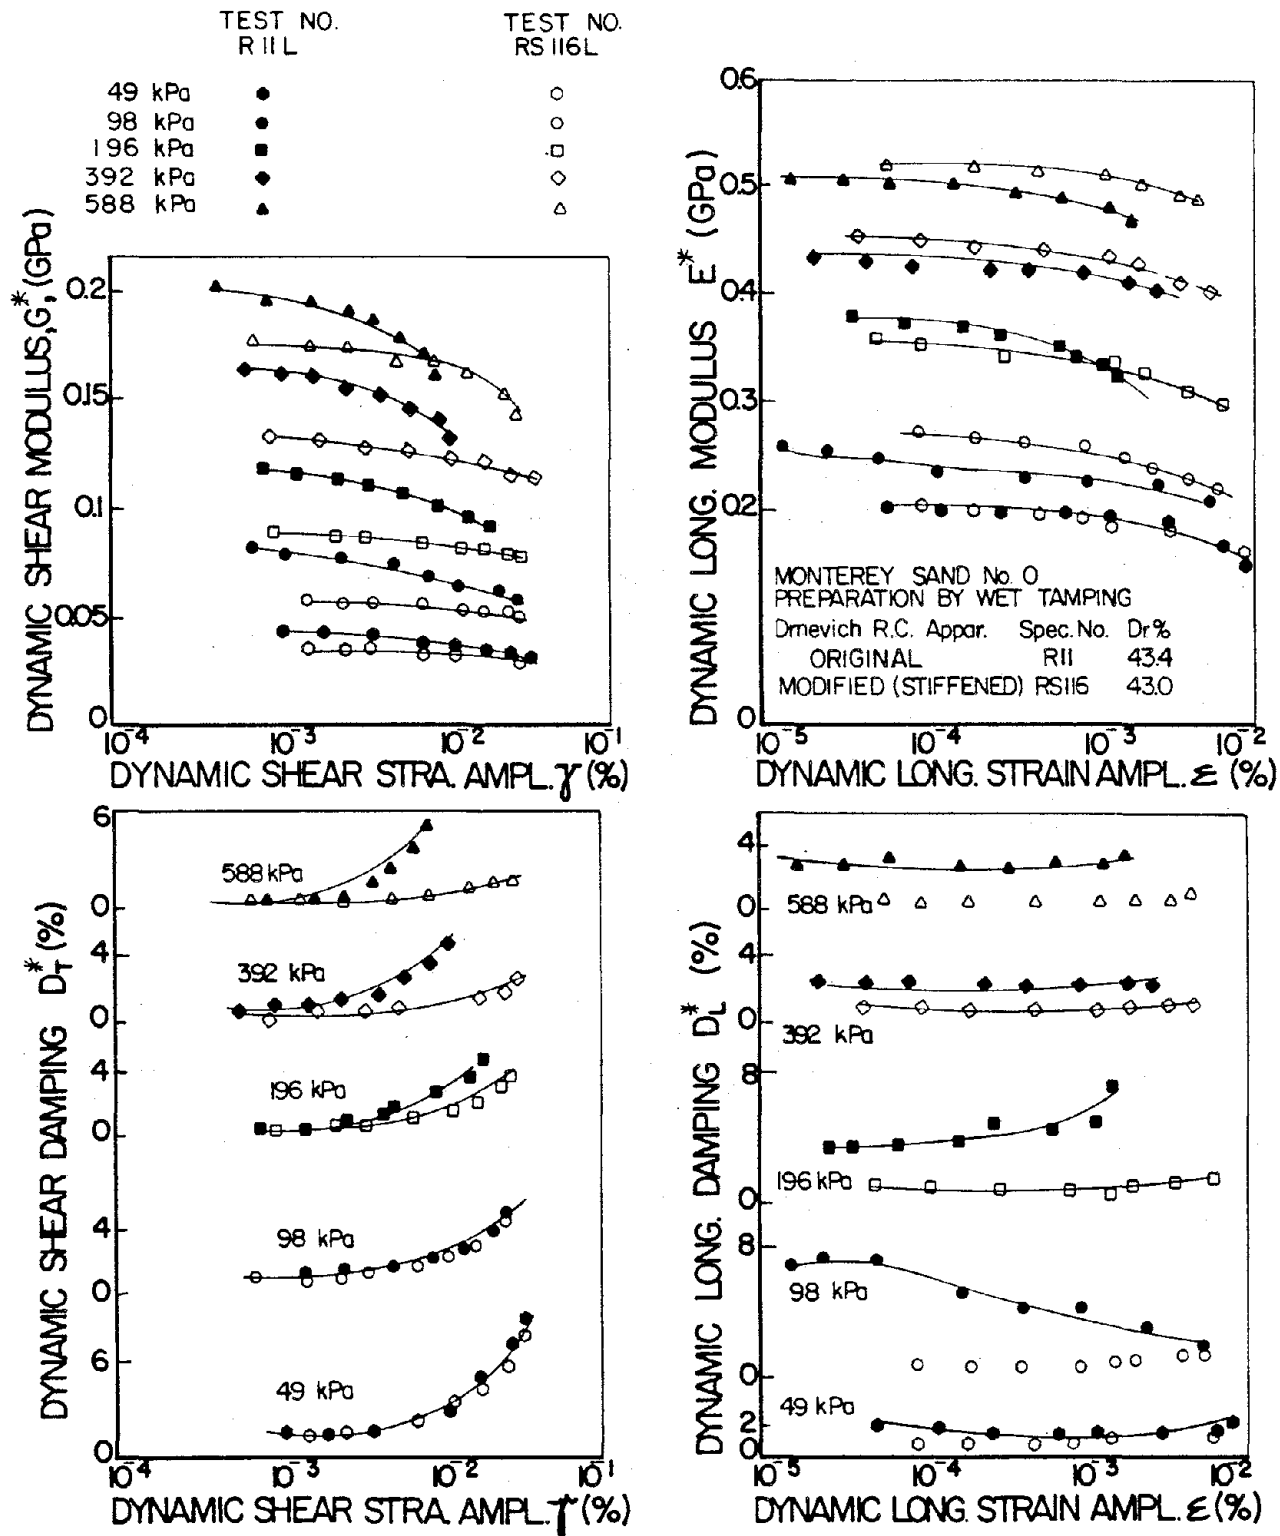 TEST NO. TEST NO.
R11L RS116L
49 kPa
98 kPa
196 kPa
392 kPa
588 kPa
DYNAMIC SHEAR MODULUS, G*, (GPa)
0.2
0.15
0.1
0.05
0
10-4 10-3 10-2 10-1
DYNAMIC SHEAR STRA. AMPL. γ (%)
DYNAMIC LONG. MODULUS E* (GPa)
0.6
0.5
0.4
0.3
0.2
0
MONTEREY SAND No. 0
PREPARATION BY WET TAMPING
Drnevich R.C. Appar. Spec. No. Dr%
ORIGINAL R11 43.4
MODIFIED (STIFFENED) RS116 43.0
10-5 10-4 10-3 10-2
DYNAMIC LONG. STRAIN AMPL. ε (%)
DYNAMIC SHEAR DAMPING D*T (%)
6
588 kPa
0
4
392 kPa
0
4
196 kPa
0
4
98 kPa
0
6
49 kPa
0
10-4 10-3 10-2 10-1
DYNAMIC SHEAR STRA. AMPL. γ (%)
DYNAMIC LONG. DAMPING D*L (%)
4
0
588 kPa
4
0
392 kPa
8
196 kPa
0
8
98 kPa
0
49 kPa
2
0
10-5 10-4 10-3 10-2
DYNAMIC LONG. STRAIN AMPL. ε (%)